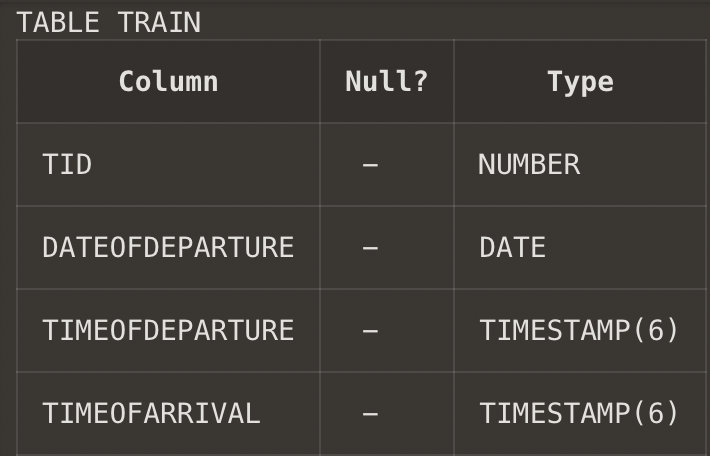 TABLE TRAIN
Column Null? Type
TID – NUMBER
DATEOFDEPARTURE – DATE
TIMEOFDEPARTURE – TIMESTAMP(6)
TIMEOFARRIVAL – TIMESTAMP(6)